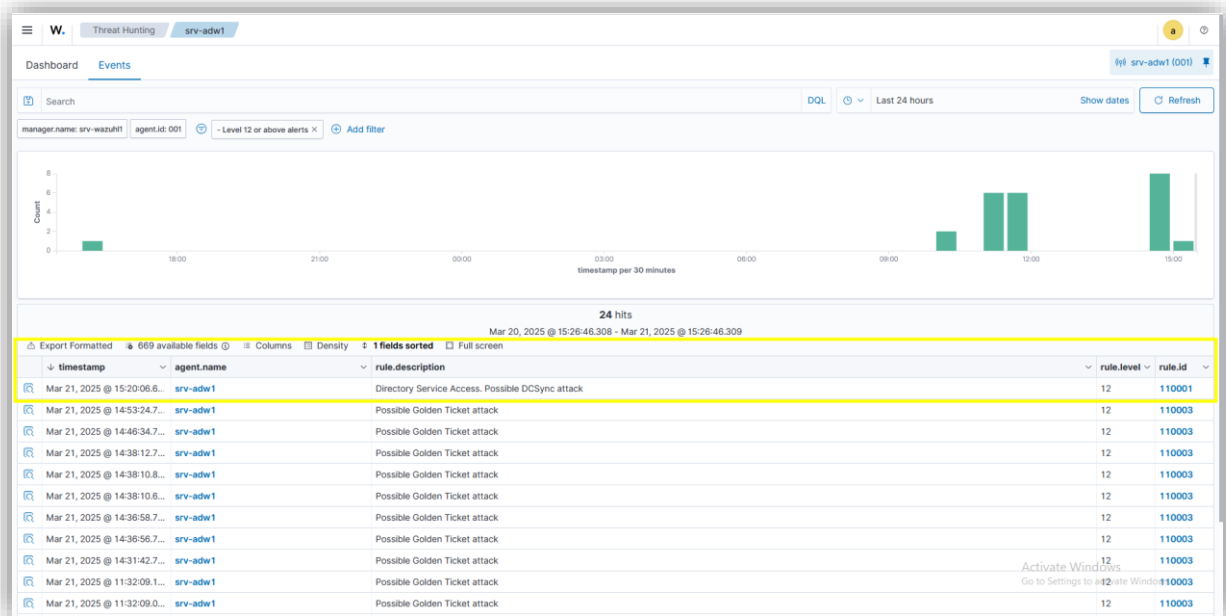 W. Threat Hunting srv-adw1 a
Dashboard Events srv-adw1 (001)
Search DQL Last 24 hours Show dates Refresh
manager.name: srv-wazuhl1 agent.id: 001 - Level 12 or above alerts × Add filter
8
6
4
2
0
Count
18:00 21:00 00:00 03:00 06:00 09:00 12:00 15:00
timestamp per 30 minutes
24 hits
Mar 20, 2025 @ 15:26:46.308 - Mar 21, 2025 @ 15:26:46.309
Export Formatted 669 available fields Columns Density 1 fields sorted Full screen
timestamp agent.name rule.description rule.level rule.id
Mar 21, 2025 @ 15:20:06.6... srv-adw1 Directory Service Access. Possible DCSync attack 12 110001
Mar 21, 2025 @ 14:53:24.7... srv-adw1 Possible Golden Ticket attack 12 110003
Mar 21, 2025 @ 14:46:34.7... srv-adw1 Possible Golden Ticket attack 12 110003
Mar 21, 2025 @ 14:38:12.7... srv-adw1 Possible Golden Ticket attack 12 110003
Mar 21, 2025 @ 14:38:10.8... srv-adw1 Possible Golden Ticket attack 12 110003
Mar 21, 2025 @ 14:38:10.6... srv-adw1 Possible Golden Ticket attack 12 110003
Mar 21, 2025 @ 14:36:58.7... srv-adw1 Possible Golden Ticket attack 12 110003
Mar 21, 2025 @ 14:36:56.7... srv-adw1 Possible Golden Ticket attack 12 110003
Mar 21, 2025 @ 14:31:42.7... srv-adw1 Possible Golden Ticket attack 12 110003
Activate Windows
Mar 21, 2025 @ 11:32:09.1... srv-adw1 Possible Golden Ticket attack 12 110003
Go to Settings to activate Windows
Mar 21, 2025 @ 11:32:09.0... srv-adw1 Possible Golden Ticket attack 12 110003